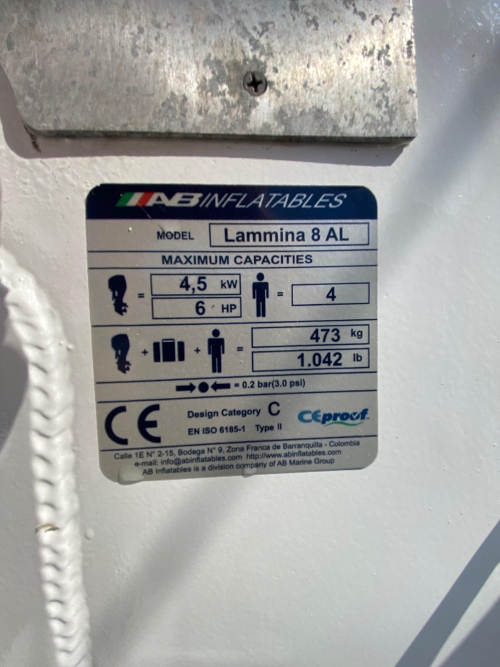 AB INFLATABLES
MODEL Lammina 8 AL
MAXIMUM CAPACITIES
= 4,5 kW = 4
6 HP
+ + = 473 kg
1.042 lb
= 0.2 bar(3.0 psi)
CE Design Category C CEproof
EN ISO 6185-1 Type II
Calle 1E N° 2-15, Bodega N° 9, Zona Franca de Barranquilla - Colombia
e-mail: info@abinflatables.com http://www.abinflatables.com
AB Inflatables is a division company of AB Marine Group